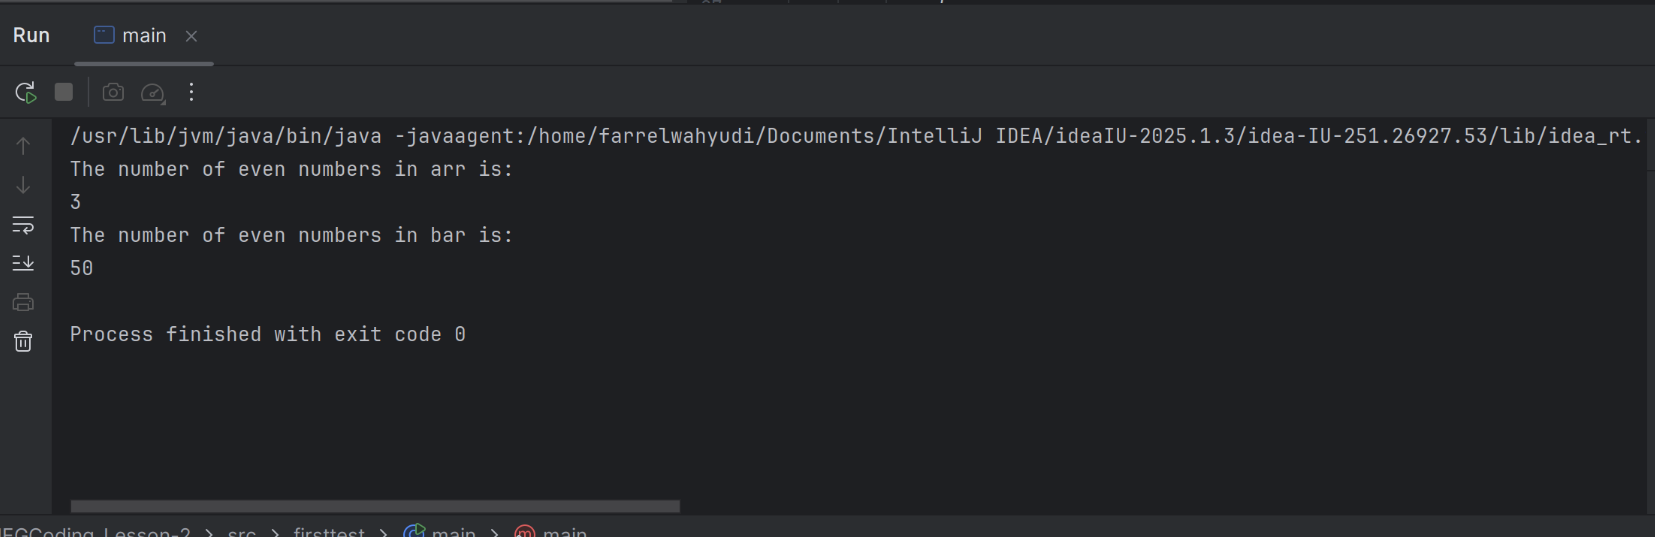 Run main
/usr/lib/jvm/java/bin/java -javaagent:/home/farrelwahyudi/Documents/IntelliJ IDEA/ideaIU-2025.1.3/idea-IU-251.26927.53/lib/idea_rt.
The number of even numbers in arr is:
3
The number of even numbers in bar is:
50
Process finished with exit code 0
Lesson-2 > src > firsttest > main > main